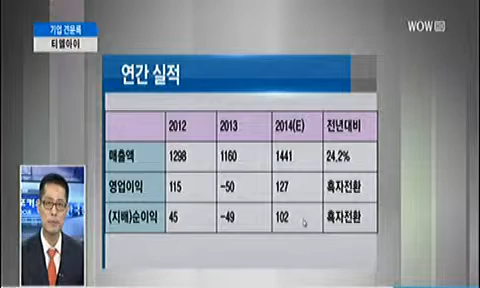 기업 견문록
티엘아이
WOW
연간 실적
2012 2013 2014(E) 전년대비
매출액 1298 1160 1441 24.2%
영업이익 115 -50 127 흑자전환
(지배)순이익 45 -49 102 흑자전환